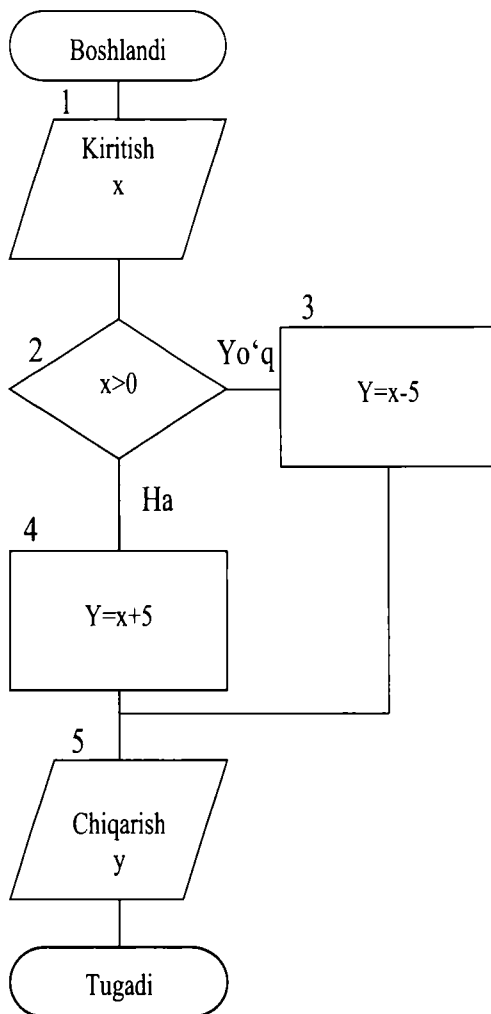 Boshlandi
1
Kiritish
x
2
x>0
Yo‘q
3
Y=x-5
Ha
4
Y=x+5
5
Chiqarish
y
Tugadi